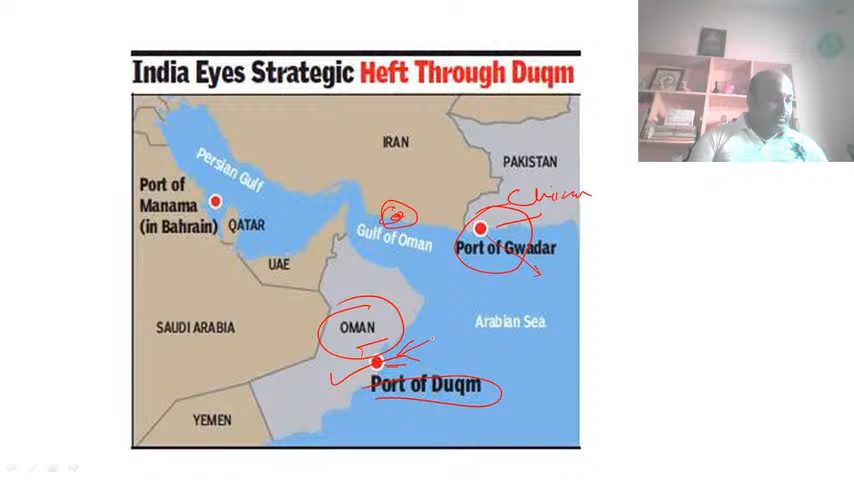 India Eyes Strategic Heft Through Duqm
IRAN
PAKISTAN
Persian Gulf
Port of
Manama
(in Bahrain)
QATAR
China
Gulf of Oman
Port of Gwadar
UAE
SAUDI ARABIA
OMAN
Arabian Sea
Port of Duqm
YEMEN